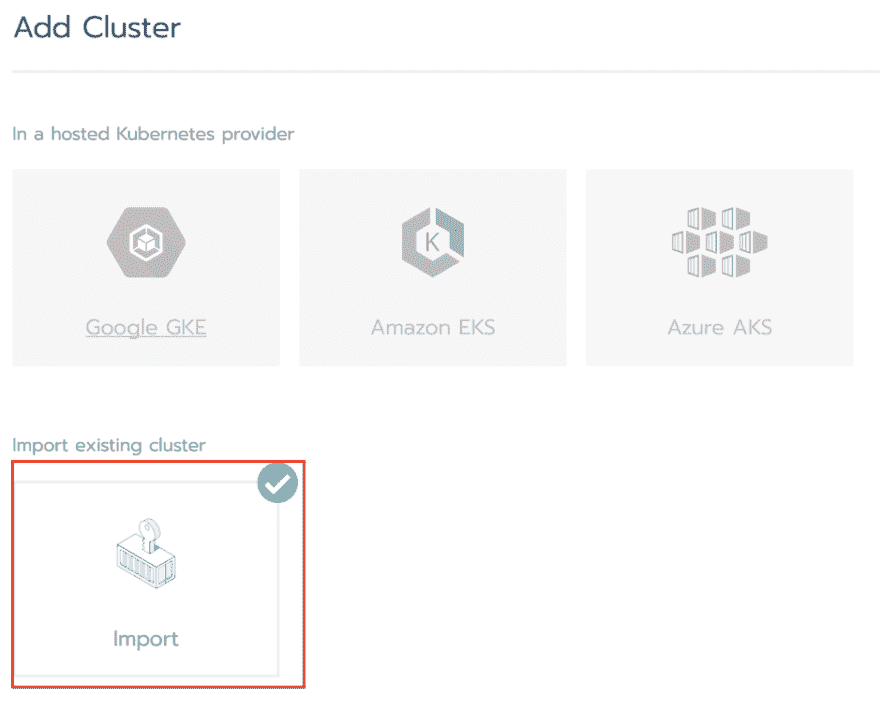 Add Cluster
In a hosted Kubernetes provider
K
Google GKE
Amazon EKS
Azure AKS
Import existing cluster
Import